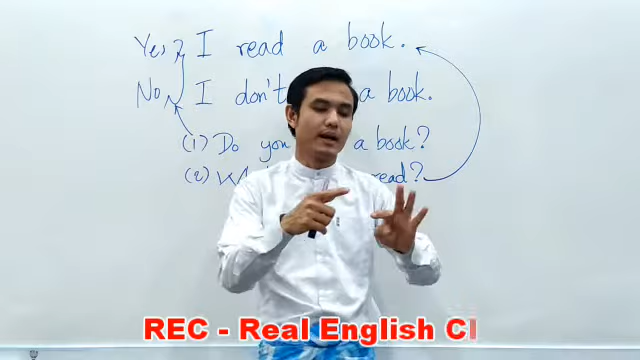 Yes, I read a book.
No, I don't a book.
(1) Do you a book?
(2) read?
REC - Real English Cl